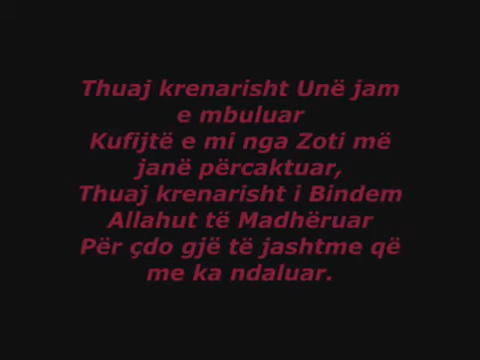 Thuaj krenarisht Unë jam
e mbuluar
Kufijtë e mi nga Zoti më
janë përcaktuar,
Thuaj krenarisht i Bindem
Allahut të Madhëruar
Për çdo gjë të jashtme që
me ka ndaluar.